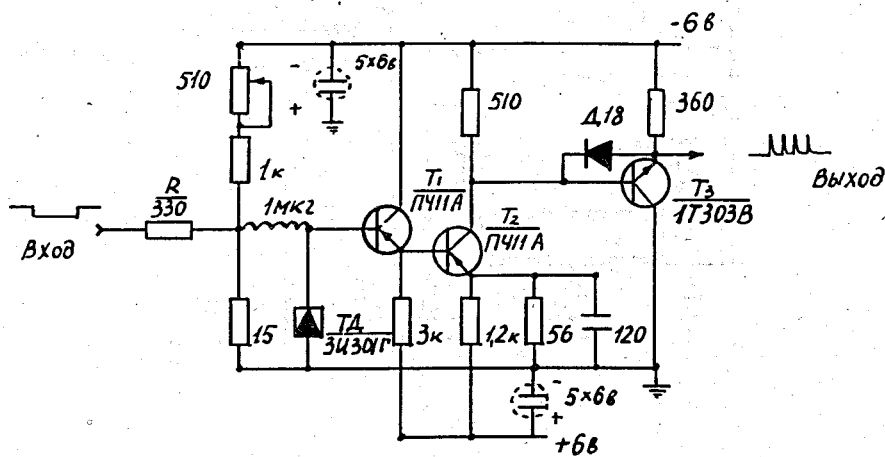 -6в
510
-
5×6в
+
510
Д18
360
1к
R
330
1мкг
T1
П411А
T2
П411А
T3
1Т303В
Вход
Выход
15
ТД
3И301Г
3к
1,2к
56
120
-
5×6в
+
+6в